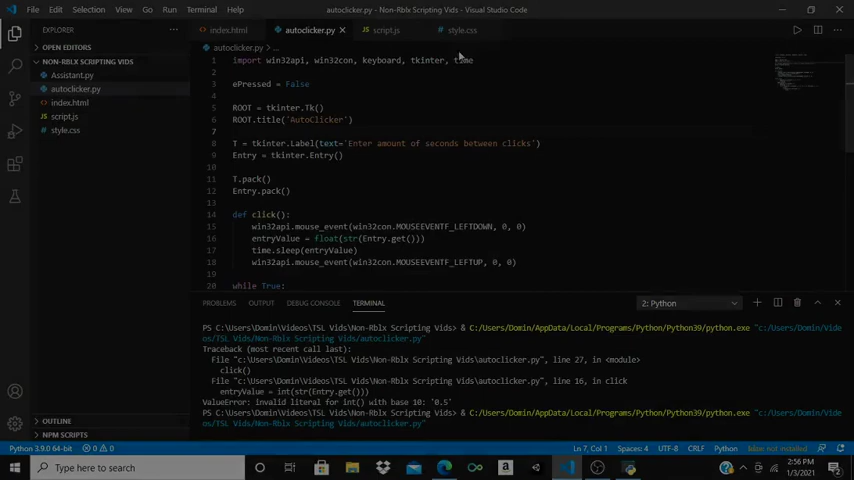 File Edit Selection View Go Run Terminal Help autoclicker.py - Non-Rblx Scripting Vids - Visual Studio Code
EXPLORER
index.html autoclicker.py script.js style.css
OPEN EDITORS
autoclicker.py > ...
NON-RBLX SCRIPTING VIDS
Assistant.py
autoclicker.py
index.html
script.js
style.css
1 import win32api, win32con, keyboard, tkinter, time
2
3 ePressed = False
4
5 ROOT = tkinter.Tk()
6 ROOT.title('AutoClicker')
7
8 T = tkinter.Label(text='Enter amount of seconds between clicks')
9 Entry = tkinter.Entry()
10
11 T.pack()
12 Entry.pack()
13
14 def click():
15 win32api.mouse_event(win32con.MOUSEEVENTF_LEFTDOWN, 0, 0)
16 entryValue = float(str(Entry.get()))
17 time.sleep(entryValue)
18 win32api.mouse_event(win32con.MOUSEEVENTF_LEFTUP, 0, 0)
19
20 while True:
PROBLEMS OUTPUT DEBUG CONSOLE TERMINAL 2: Python
PS C:\Users\Domin\Videos\TSL Vids\Non-Rblx Scripting Vids> & C:/Users/Domin/AppData/Local/Programs/Python/Python39/python.exe "c:/Users/Domin/Vide
os/TSL Vids/Non-Rblx Scripting Vids/autoclicker.py"
Traceback (most recent call last):
File "c:\Users\Domin\Videos\TSL Vids\Non-Rblx Scripting Vids\autoclicker.py", line 27, in <module>
click()
File "c:\Users\Domin\Videos\TSL Vids\Non-Rblx Scripting Vids\autoclicker.py", line 16, in click
entryValue = int(str(Entry.get()))
ValueError: invalid literal for int() with base 10: '0.5'
PS C:\Users\Domin\Videos\TSL Vids\Non-Rblx Scripting Vids> & C:/Users/Domin/AppData/Local/Programs/Python/Python39/python.exe "c:/Users/Domin/Vide
os/TSL Vids/Non-Rblx Scripting Vids/autoclicker.py"
OUTLINE
NPM SCRIPTS
Python 3.9.0 64-bit 0 0 Ln 7, Col 1 Spaces: 4 UTF-8 CRLF Python not installed
Type here to search
2:56 PM
1/3/2021
2